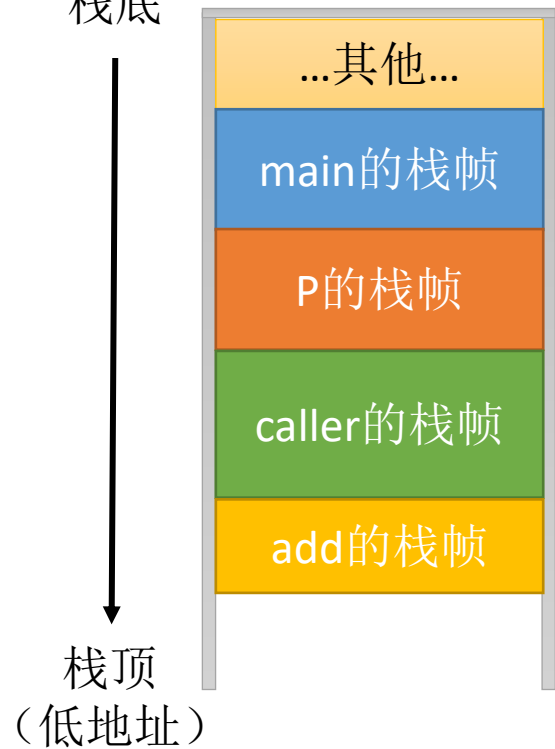 栈底
…其他…
main的栈帧
P的栈帧
caller的栈帧
add的栈帧
栈顶
（低地址）